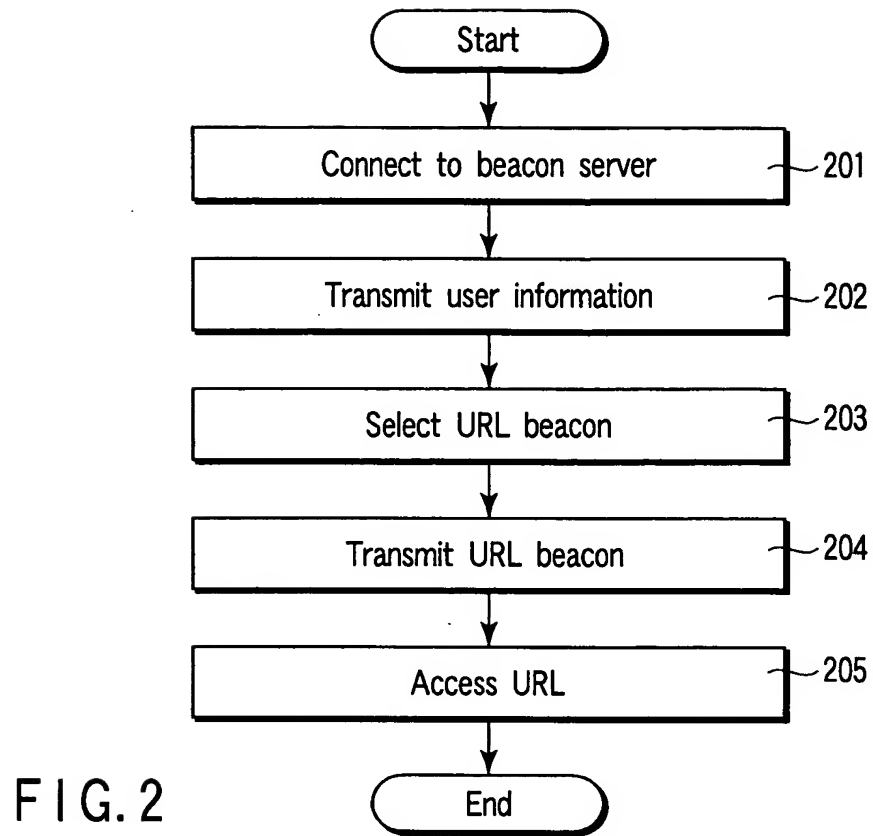 Start
Connect to beacon server 201
Transmit user information 202
Select URL beacon 203
Transmit URL beacon 204
Access URL 205
End
FIG.2